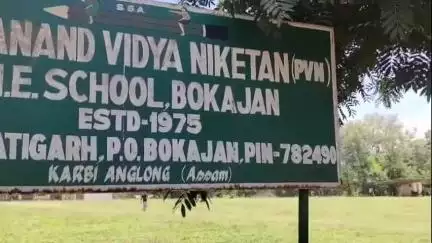 SSA
ANAND VIDYA NIKETAN (PVN)
.E. SCHOOL, BOKAJAN
ESTD-1975
ATIGARH, P.O. BOKAJAN, PIN-782490
KARBI ANGLONG (Assam)